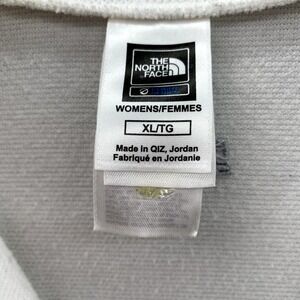 THE
NORTH
FACE
WOMENS/FEMMES
XL/TG
Made in QIZ, Jordan
Fabriqué en Jordanie